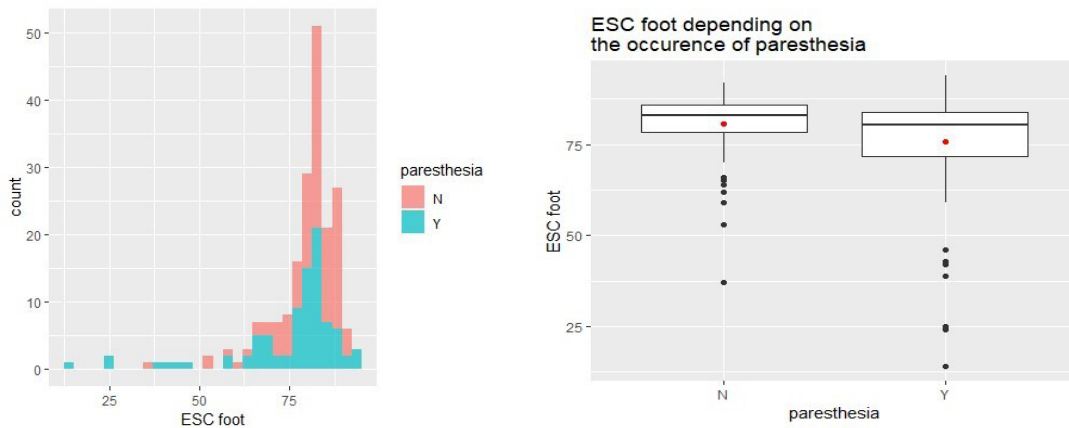 50
40
30
20
10
0
count
25
50
75
ESC foot
paresthesia
N
Y
ESC foot depending on
the occurence of paresthesia
75
50
25
ESC foot
N
Y
paresthesia